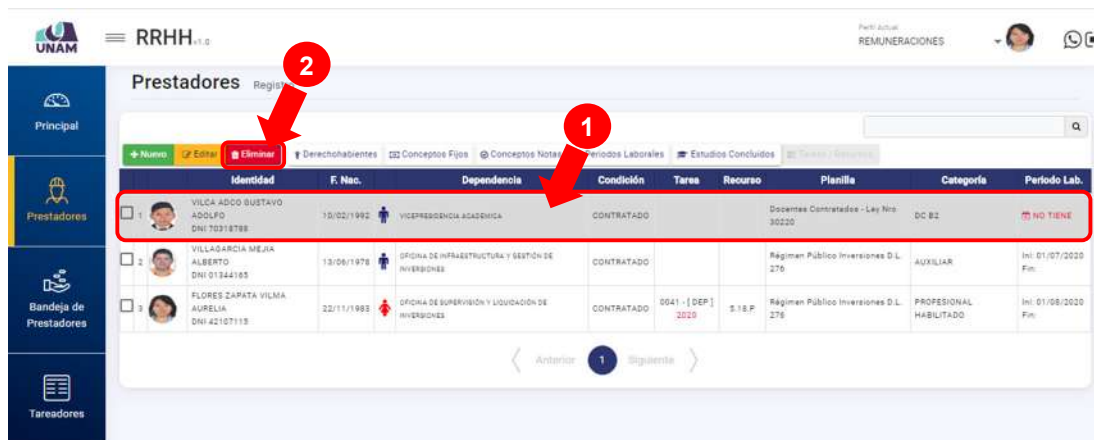 UNAM
RRHH v1.0
Perfil Actual
REMUNERACIONES
Prestadores
2
1
Principal
Prestadores
Bandeja de
Prestadores
Tareadores
Nuevo Editar Eliminar Derechohabientes Conceptos Fijos Conceptos Periodos Laborales Estudios Concluidos
Identidad F. Nac. Dependencia Condición Tarea Recurso Planilla Categoría Periodo Lab.
1 VILCA ADCO GUSTAVO
ADOLFO
DNI 70318788
10/02/1992 VICEPRESIDENCIA ACADEMICA CONTRATADO Docentes Contratados - Ley Nro
30220
DC B2 NO TIENE
2 VILLAGARCIA MEJIA
ALBERTO
DNI 01344165
13/06/1978 OFICINA DE INFRAESTRUCTURA Y GESTIÓN DE
INVERSIONES
CONTRATADO Régimen Público Inversiones D.L.
276
AUXILIAR Ini: 01/07/2020
Fin:
3 FLORES ZAPATA VILMA
AURELIA
DNI 42107115
22/11/1983 OFICINA DE SUPERVISIÓN Y LIQUIDACIÓN DE
INVERSIONES
CONTRATADO 0041 - [ DEP ]
2020
5.18.P Régimen Público Inversiones D.L.
276
PROFESIONAL
HABILITADO
Ini: 01/08/2020
Fin:
Anterior 1 Siguiente